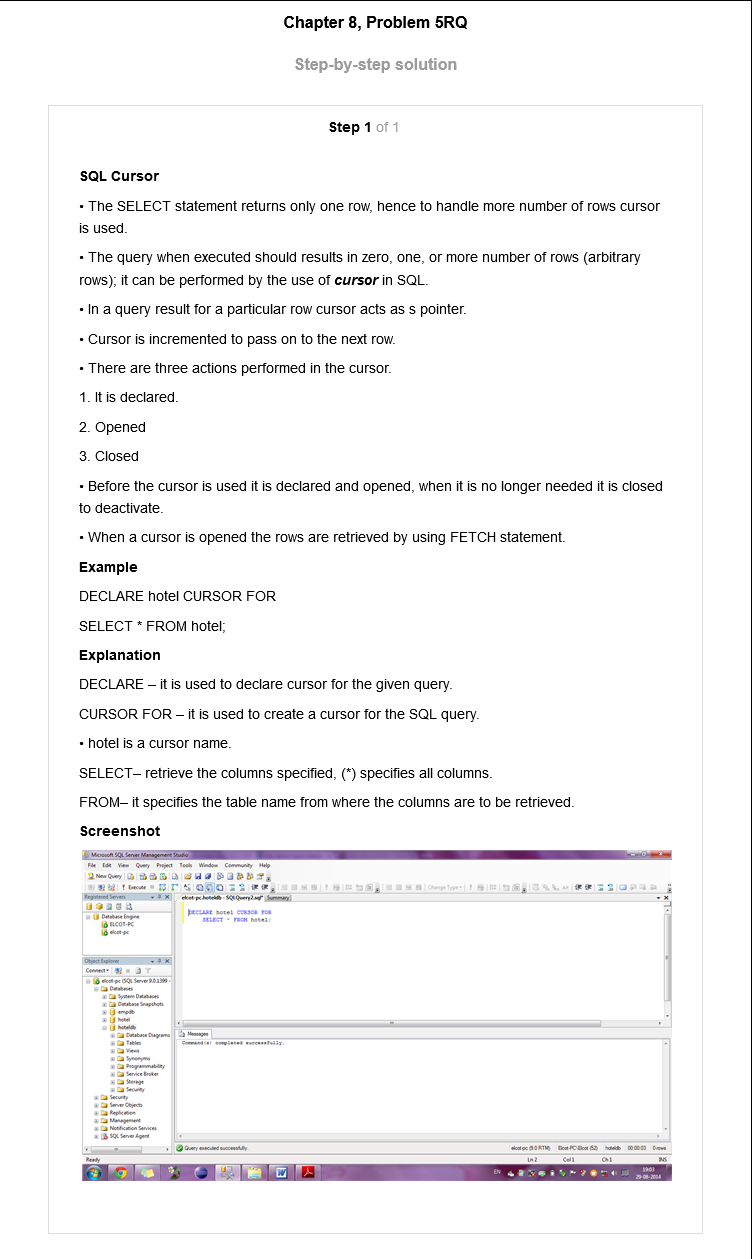 Chapter 8, Problem 5RQ
Step-by-step solution
Step 1 of 1
SQL Cursor
• The SELECT statement returns only one row, hence to handle more number of rows cursor
is used.
• The query when executed should results in zero, one, or more number of rows (arbitrary
rows); it can be performed by the use of cursor in SQL.
• In a query result for a particular row cursor acts as s pointer.
• Cursor is incremented to pass on to the next row.
• There are three actions performed in the cursor.
1. It is declared.
2. Opened
3. Closed
• Before the cursor is used it is declared and opened, when it is no longer needed it is closed
to deactivate.
• When a cursor is opened the rows are retrieved by using FETCH statement.
Example
DECLARE hotel CURSOR FOR
SELECT * FROM hotel;
Explanation
DECLARE – it is used to declare cursor for the given query.
CURSOR FOR – it is used to create a cursor for the SQL query.
• hotel is a cursor name.
SELECT– retrieve the columns specified, (*) specifies all columns.
FROM– it specifies the table name from where the columns are to be retrieved.
Screenshot
Microsoft SQL Server Management Studio
File Edit View Query Project Tools Window Community Help
New Query
Execute
Change Type
Registered Servers
elcot-pc.hoteldb - SQLQuery2.sql* Summary
Database Engine
ELCOT-PC
elcot-pc
DECLARE hotel CURSOR FOR
SELECT * FROM hotel;
Object Explorer
Connect
elcot-pc (SQL Server 9.0.1399 -
Databases
System Databases
Database Snapshots
empdb
hotel
hoteldb
Database Diagrams
Tables
Views
Synonyms
Programmability
Service Broker
Storage
Security
Security
Server Objects
Replication
Management
Notification Services
SQL Server Agent
Messages
Command(s) completed successfully.
Query executed successfully.
elcot-pc (9.0 RTM) Elcot-PC\Elcot (52) hoteldb 00:00:03 0 rows
Ready
Ln 2 Col 1 Ch 1 INS
EN
19:03
29-08-2014